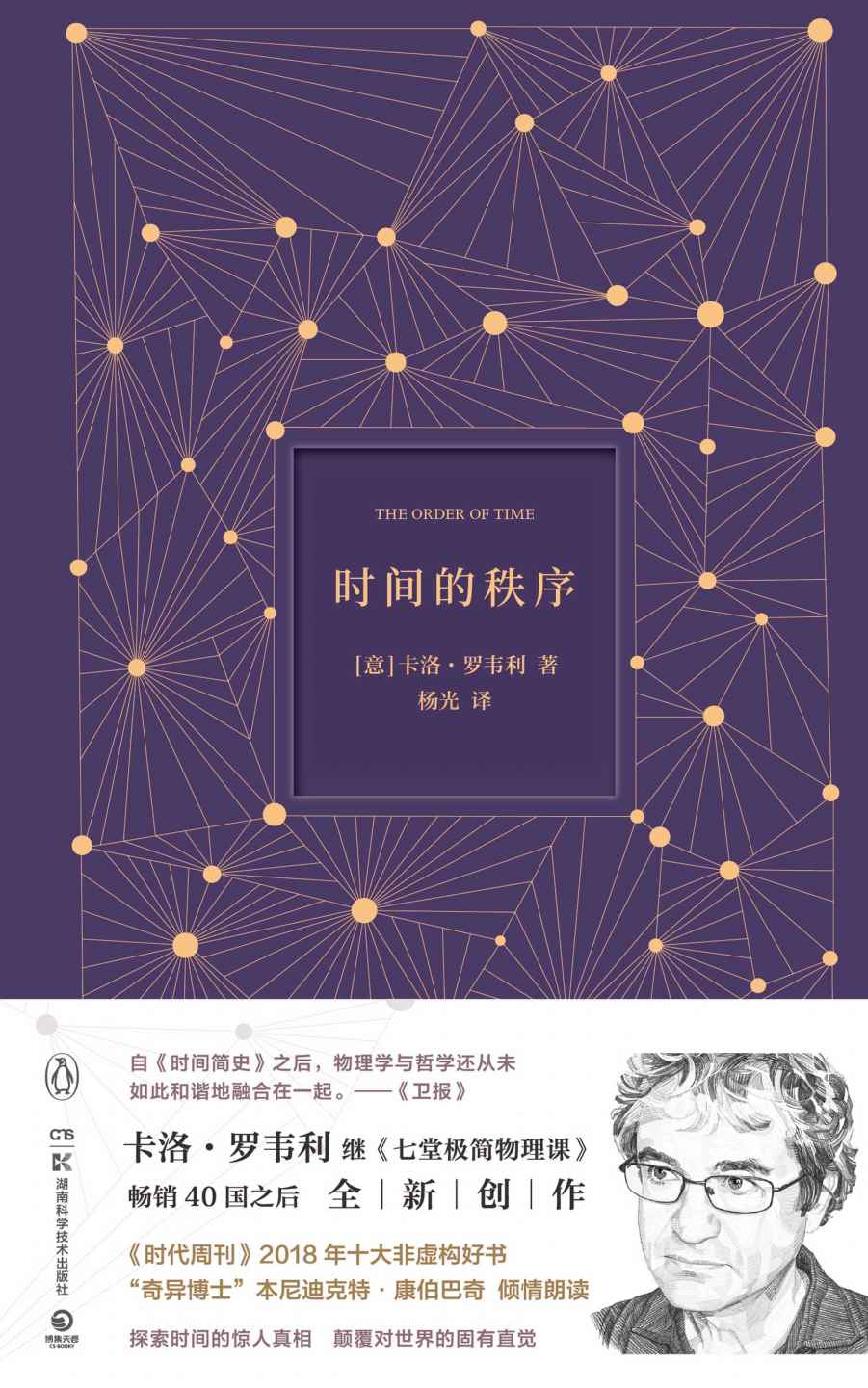 THE ORDER OF TIME
时间的秩序
[意]卡洛·罗韦利 著
杨光 译
自《时间简史》之后，物理学与哲学还从未
如此和谐地融合在一起。——《卫报》
卡洛·罗韦利 继《七堂极简物理课》
畅销 40 国之后 全｜新｜创｜作
《时代周刊》2018 年十大非虚构好书
“奇异博士”本尼迪克特·康伯巴奇 倾情朗读
探索时间的惊人真相 颠覆对世界的固有直觉
湖南科学技术出版社
博集天卷
CS-BOOKY